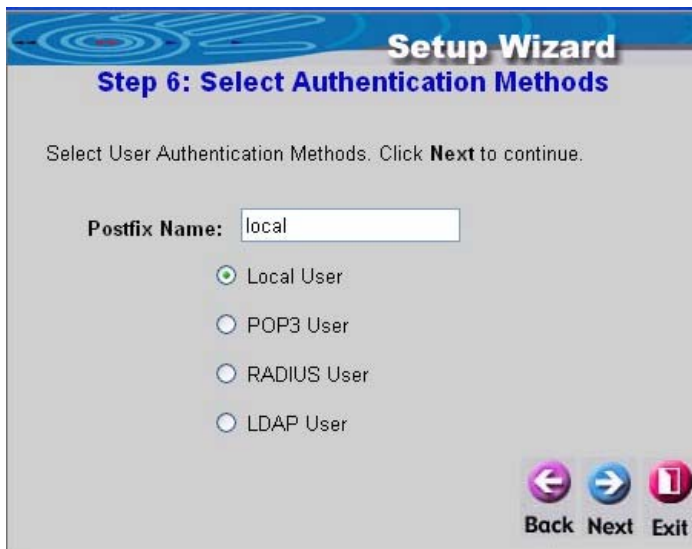 Setup Wizard
Step 6: Select Authentication Methods
Select User Authentication Methods. Click Next to continue.
Postfix Name: local
Local User
POP3 User
RADIUS User
LDAP User
Back Next Exit